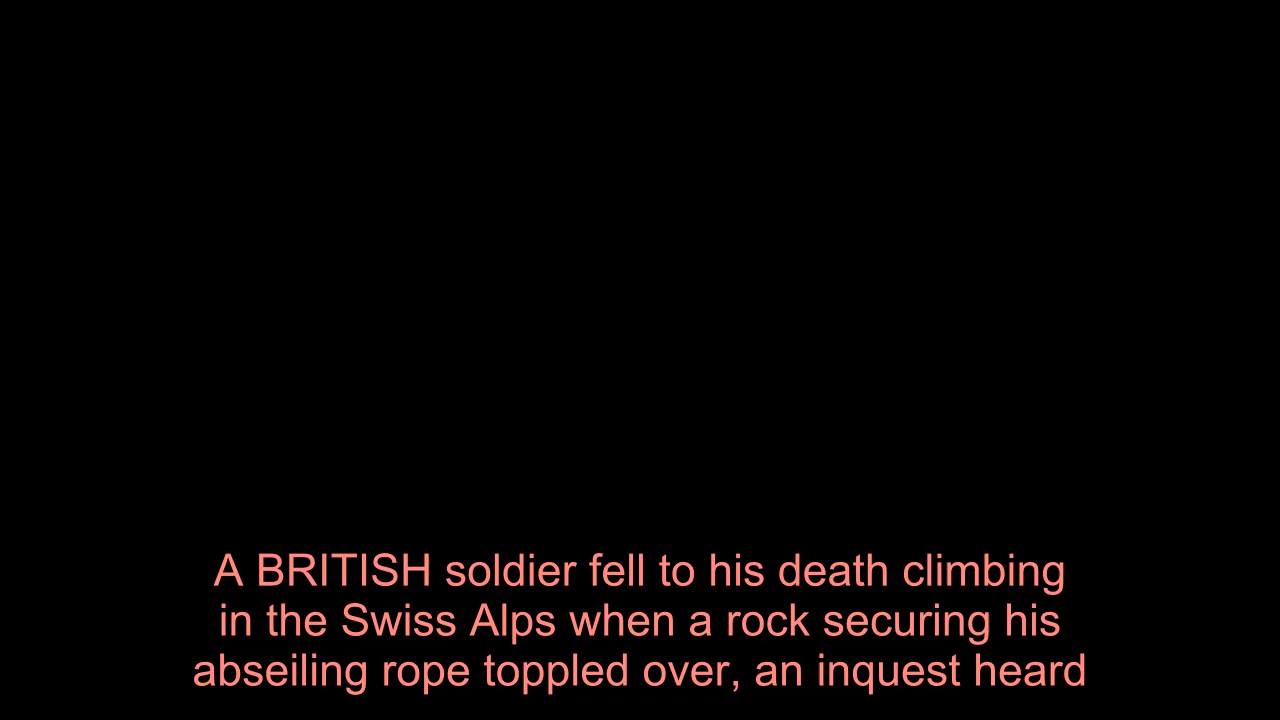 A BRITISH soldier fell to his death climbing
in the Swiss Alps when a rock securing his
abseiling rope toppled over, an inquest heard